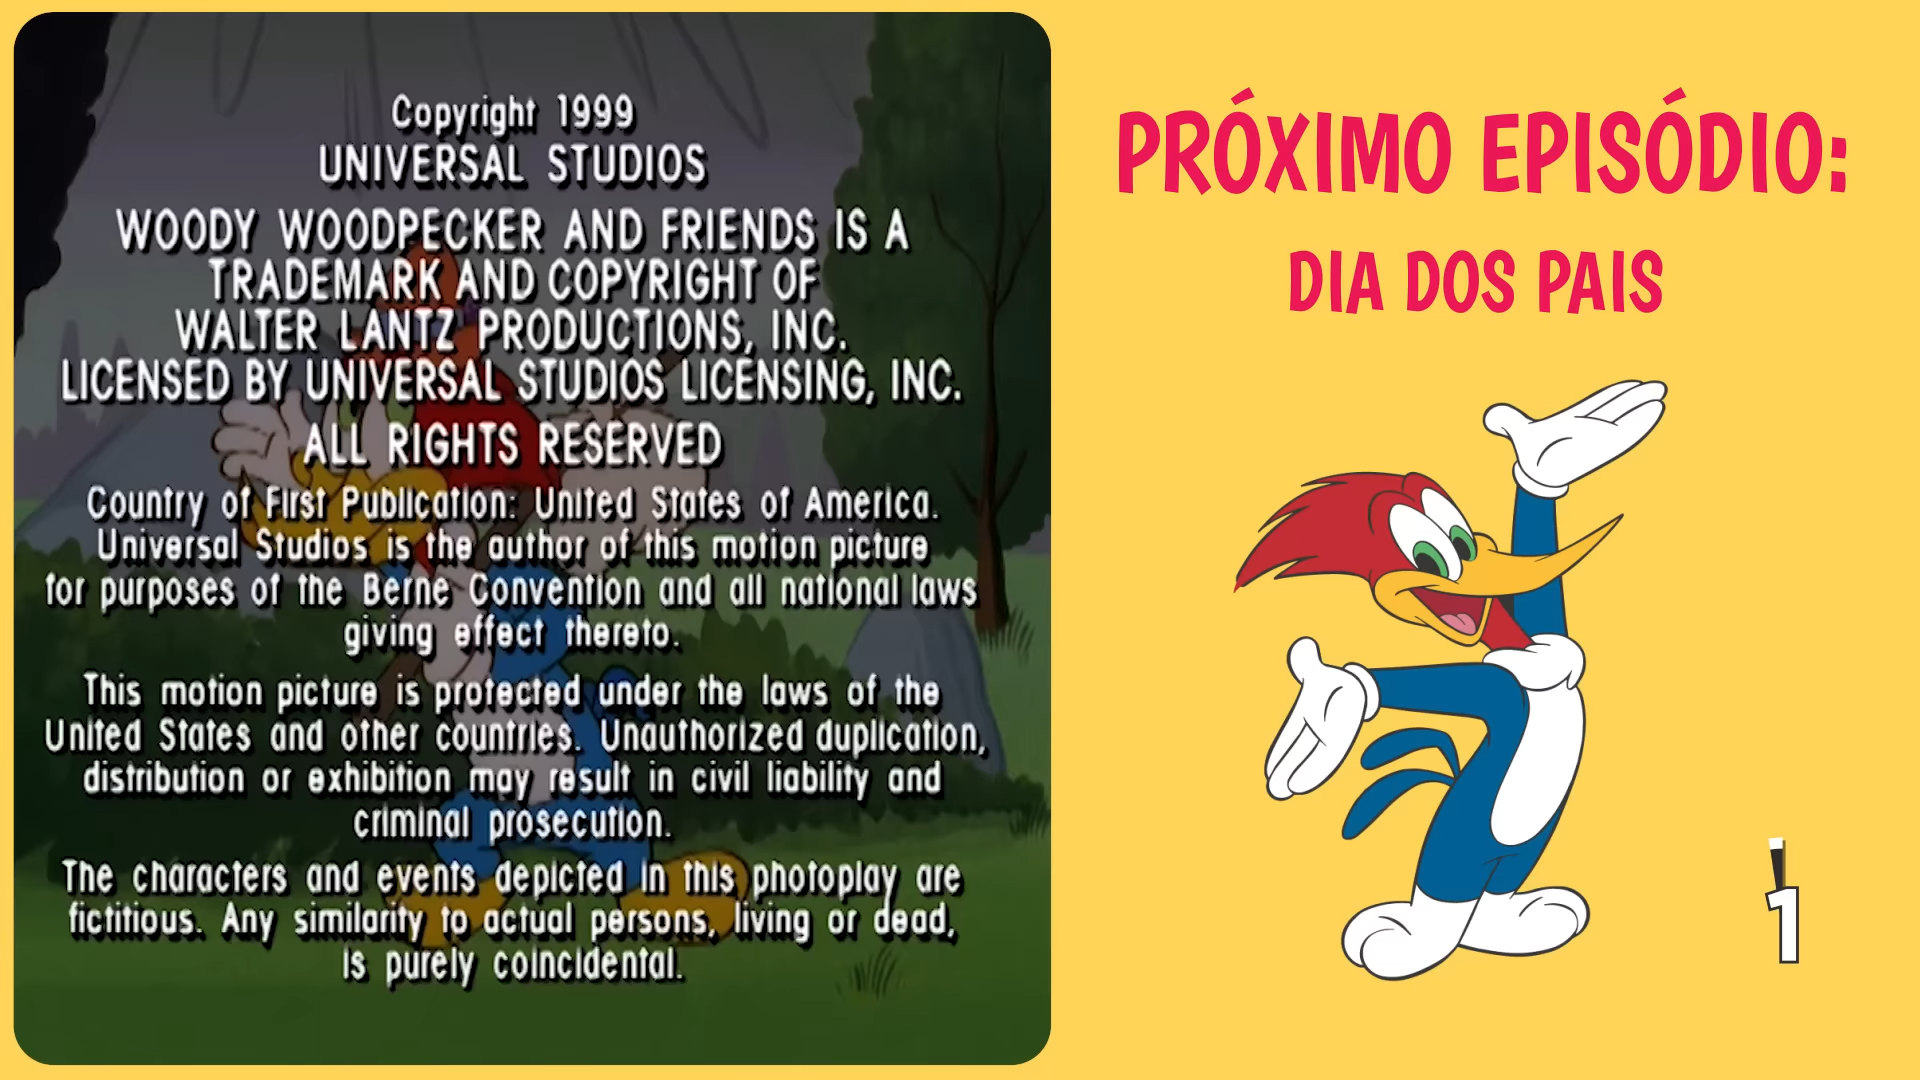 Copyright 1999
UNIVERSAL STUDIOS
WOODY WOODPECKER AND FRIENDS IS A
TRADEMARK AND COPYRIGHT OF
WALTER LANTZ PRODUCTIONS, INC.
LICENSED BY UNIVERSAL STUDIOS LICENSING, INC.
ALL RIGHTS RESERVED
Country of First Publication: United States of America.
Universal Studios is the author of this motion picture
for purposes of the Berne Convention and all national laws
giving effect thereto.
This motion picture is protected under the laws of the
United States and other countries. Unauthorized duplication,
distribution or exhibition may result in civil liability and
criminal prosecution.
The characters and events depicted in this photoplay are
fictitious. Any similarity to actual persons, living or dead,
is purely coincidental.
PRÓXIMO EPISÓDIO:
DIA DOS PAIS
1